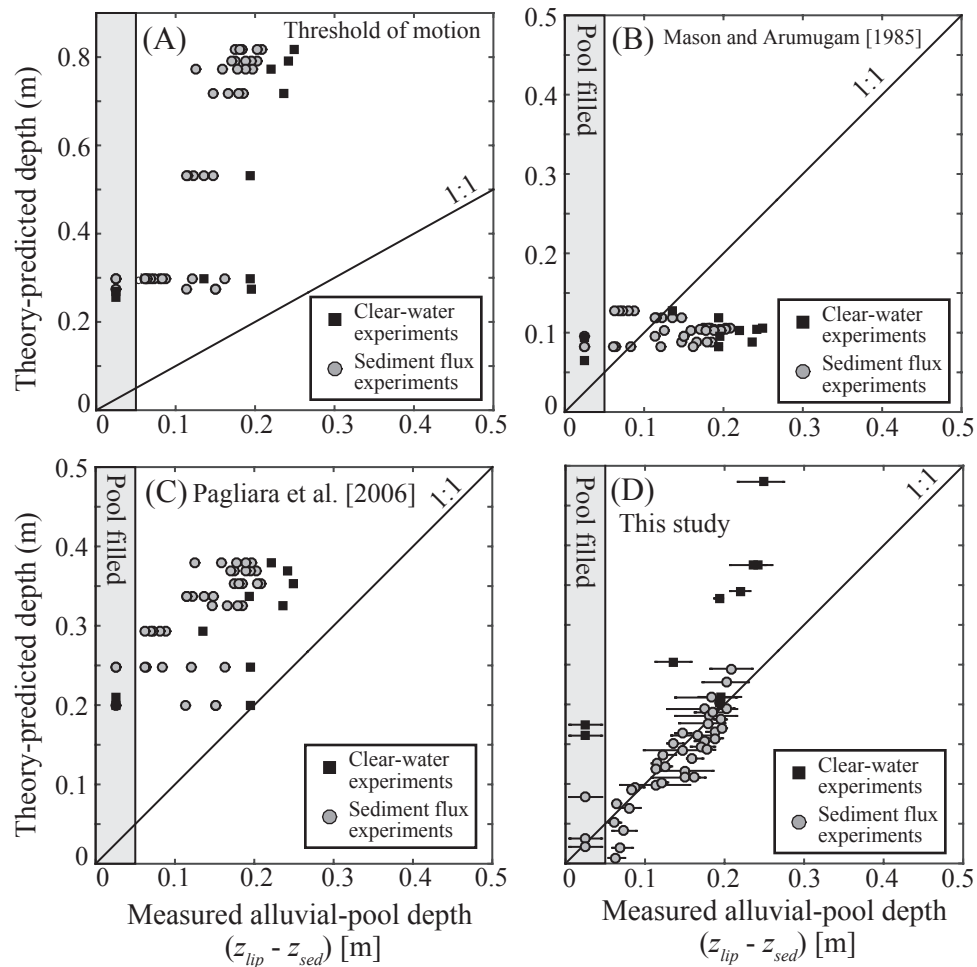 (A)
Threshold of motion
0.8
0.6
0.4
0.2
0
Theory-predicted depth (m)
1:1
Clear-water
experiments
Sediment flux
experiments
0
0.1
0.2
0.3
0.4
0.5
(B)
Mason and Arumugam [1985]
0.5
0.4
0.3
0.2
0.1
0
Pool filled
1:1
Clear-water
experiments
Sediment flux
experiments
0
0.1
0.2
0.3
0.4
0.5
(C)
Pagliara et al. [2006]
0.5
0.4
0.3
0.2
0.1
0
Theory-predicted depth (m)
Pool filled
1:1
Clear-water
experiments
Sediment flux
experiments
0
0.1
0.2
0.3
0.4
0.5
Measured alluvial-pool depth
(z_lip - z_sed) [m]
(D)
This study
Pool filled
1:1
Clear-water
experiments
Sediment flux
experiments
0
0.1
0.2
0.3
0.4
0.5
Measured alluvial-pool depth
(z_lip - z_sed) [m]